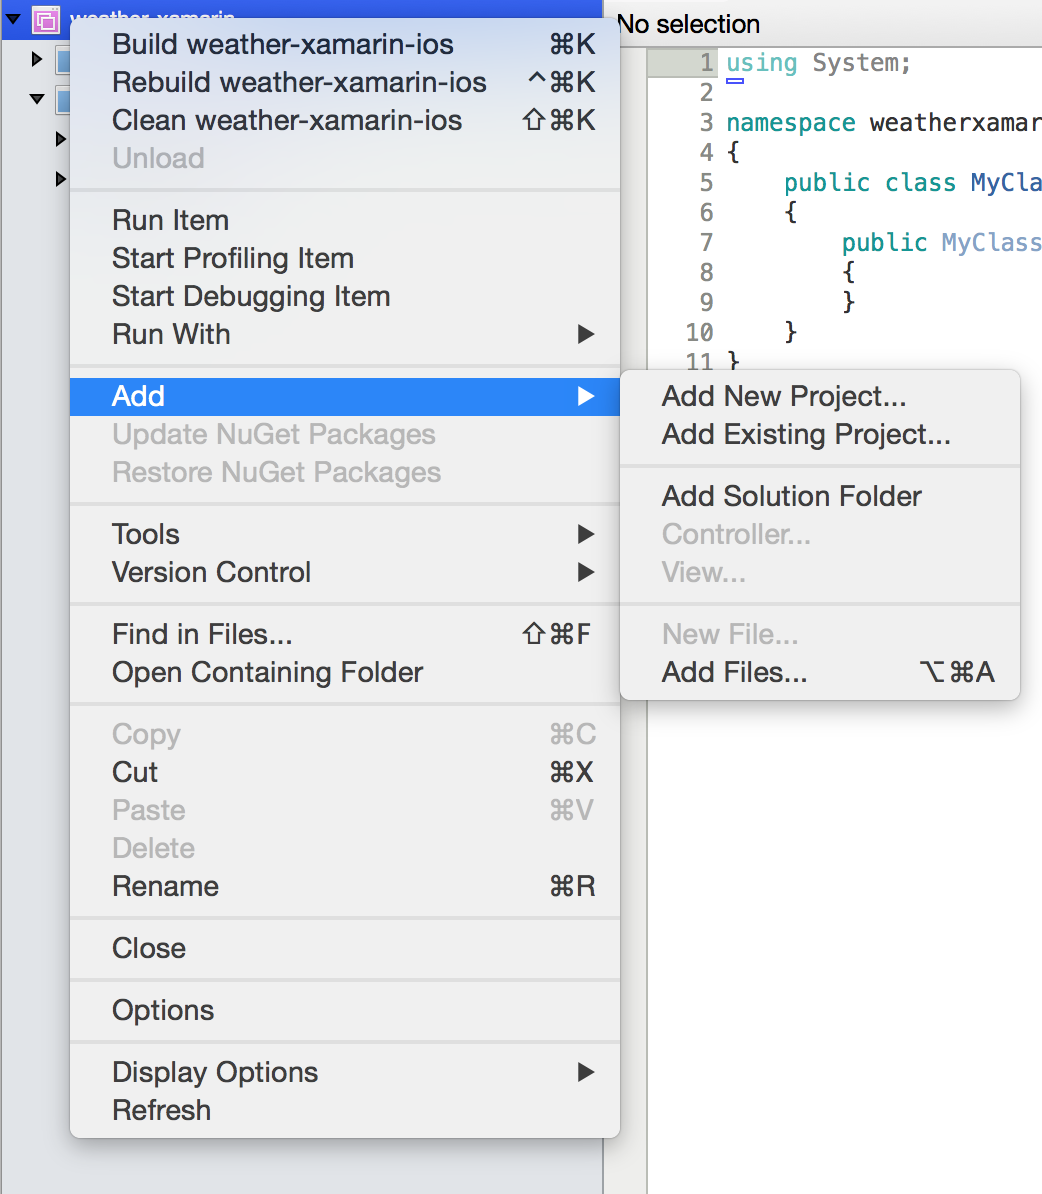 weather-xamarin
Build weather-xamarin-ios ⌘K
Rebuild weather-xamarin-ios ^⌘K
Clean weather-xamarin-ios ⇧⌘K
Unload
Run Item
Start Profiling Item
Start Debugging Item
Run With ▶
Add ▶
Update NuGet Packages
Restore NuGet Packages
Tools ▶
Version Control ▶
Find in Files... ⇧⌘F
Open Containing Folder
Copy ⌘C
Cut ⌘X
Paste ⌘V
Delete
Rename ⌘R
Close
Options
Display Options ▶
Refresh
Add New Project...
Add Existing Project...
Add Solution Folder
Controller...
View...
New File...
Add Files... ⌥⌘A
No selection
1 using System;
2
3 namespace weatherxamar
4 {
5 public class MyCla
6 {
7 public MyClass
8 {
9 }
10 }
11 }